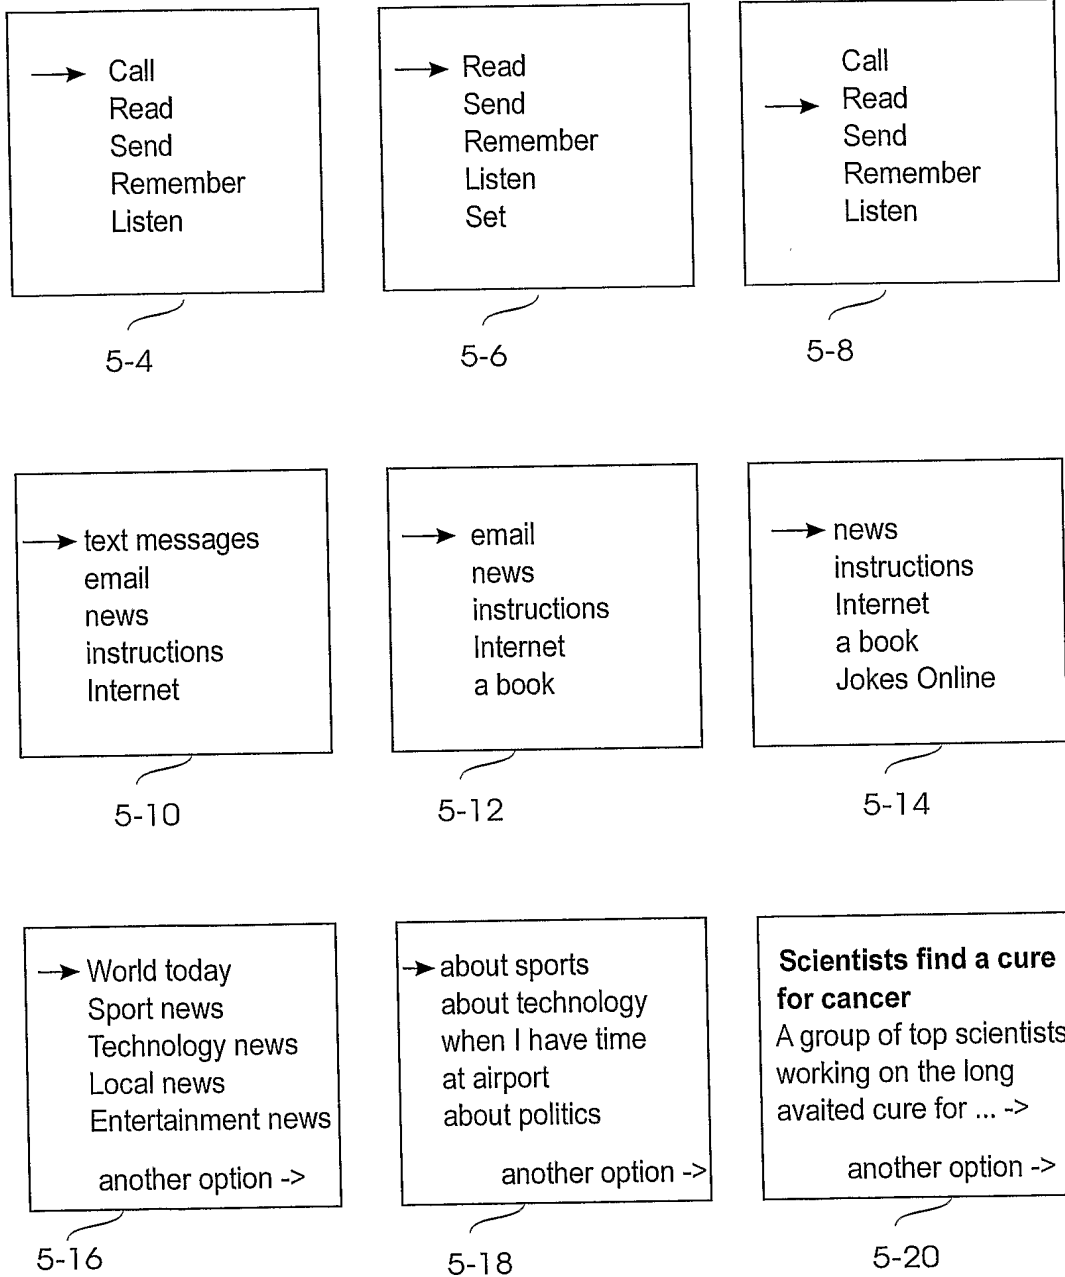 Call
Read
Send
Remember
Listen
5-4
Read
Send
Remember
Listen
Set
5-6
Call
Read
Send
Remember
Listen
5-8
text messages
email
news
instructions
Internet
5-10
email
news
instructions
Internet
a book
5-12
news
instructions
Internet
a book
Jokes Online
5-14
World today
Sport news
Technology news
Local news
Entertainment news
another option ->
5-16
about sports
about technology
when I have time
at airport
about politics
another option ->
5-18
Scientists find a cure
for cancer
A group of top scientists
working on the long
avaited cure for ... ->
another option ->
5-20